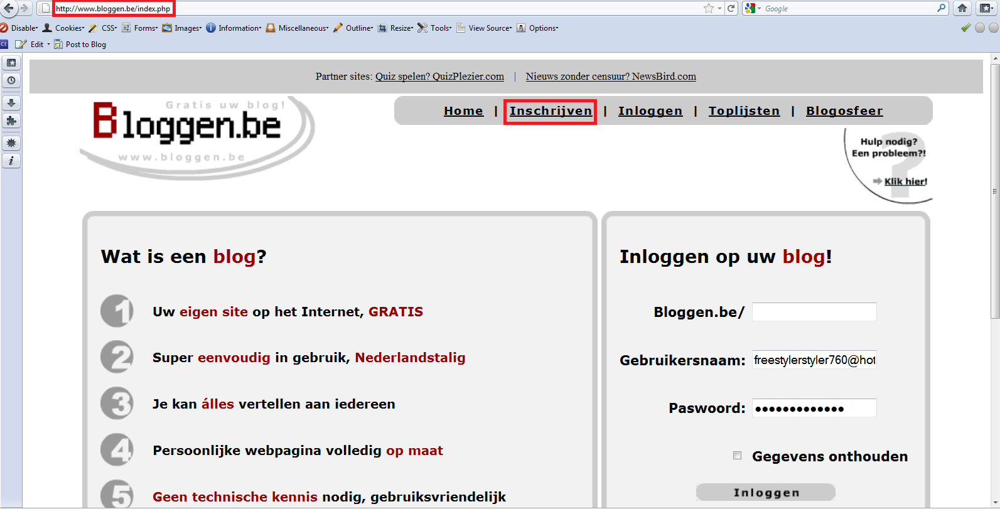 http://www.bloggen.be/index.php
Google
Disable Cookies CSS Forms Images Information Miscellaneous Outline Resize Tools View Source Options
Ct Edit Post to Blog
Partner sites: Quiz spelen? QuizPlezier.com | Nieuws zonder censuur? NewsBird.com
Gratis uw blog!
Bloggen.be
www.bloggen.be
Home | Inschrijven | Inloggen | Toplijsten | Blogosfeer
Hulp nodig?
Een probleem?!
Klik hier!
?
Wat is een blog?
1 Uw eigen site op het Internet, GRATIS
2 Super eenvoudig in gebruik, Nederlandstalig
3 Je kan álles vertellen aan iedereen
4 Persoonlijke webpagina volledig op maat
5 Geen technische kennis nodig, gebruiksvriendelijk
Inloggen op uw blog!
Bloggen.be/
Gebruikersnaam: freestylerstyler760@hot
Paswoord: •••••••••••••
Gegevens onthouden
Inloggen